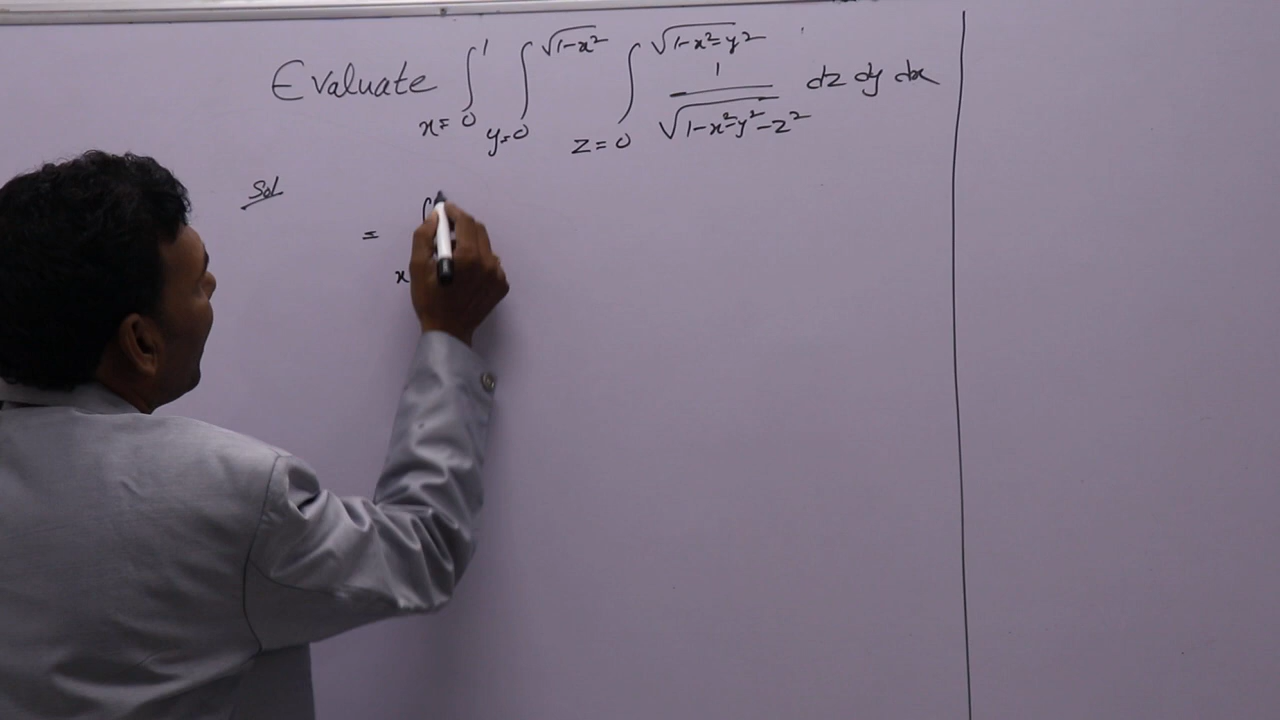 Evaluate ∫_{x=0}^{1} ∫_{y=0}^{√(1-x²)} ∫_{z=0}^{√(1-x²-y²)} 1/√(1-x²-y²-z²) dz dy dx
Sol
= ∫ x